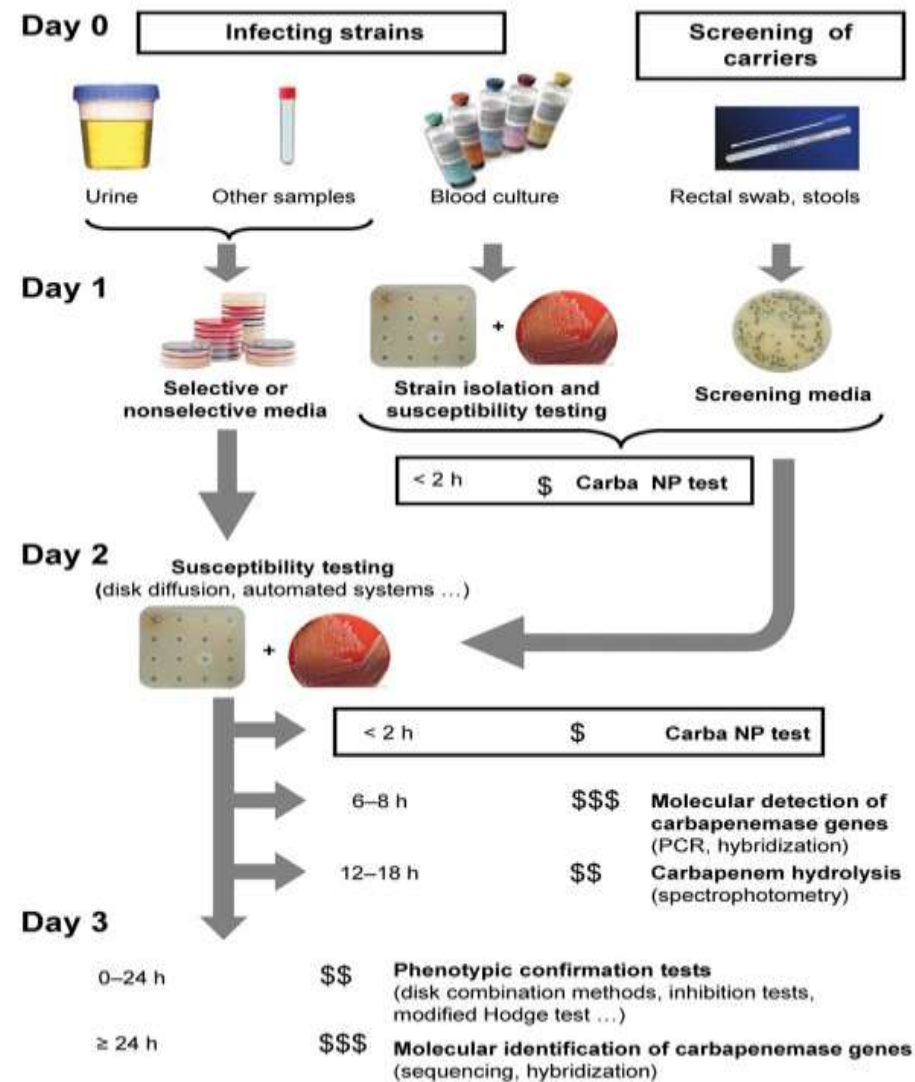 Day 0
Infecting strains
Screening of
carriers
Urine
Other samples
Blood culture
Rectal swab, stools
Day 1
Selective or
nonselective media
+
Strain isolation and
susceptibility testing
Screening media
< 2 h $ Carba NP test
Day 2
Susceptibility testing
(disk diffusion, automated systems ...)
+
< 2 h $ Carba NP test
6–8 h $$$ Molecular detection of
carbapenemase genes
(PCR, hybridization)
12–18 h $$ Carbapenem hydrolysis
(spectrophotometry)
Day 3
0–24 h $$ Phenotypic confirmation tests
(disk combination methods, inhibition tests,
modified Hodge test ...)
≥ 24 h $$$ Molecular identification of carbapenemase genes
(sequencing, hybridization)